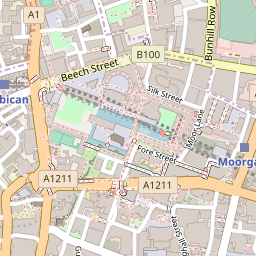 A1
Bunhill Row
B100
Beech Street
Silk Street
bican
Moor Lane
Fore Street
Moorga
A1211
A1211